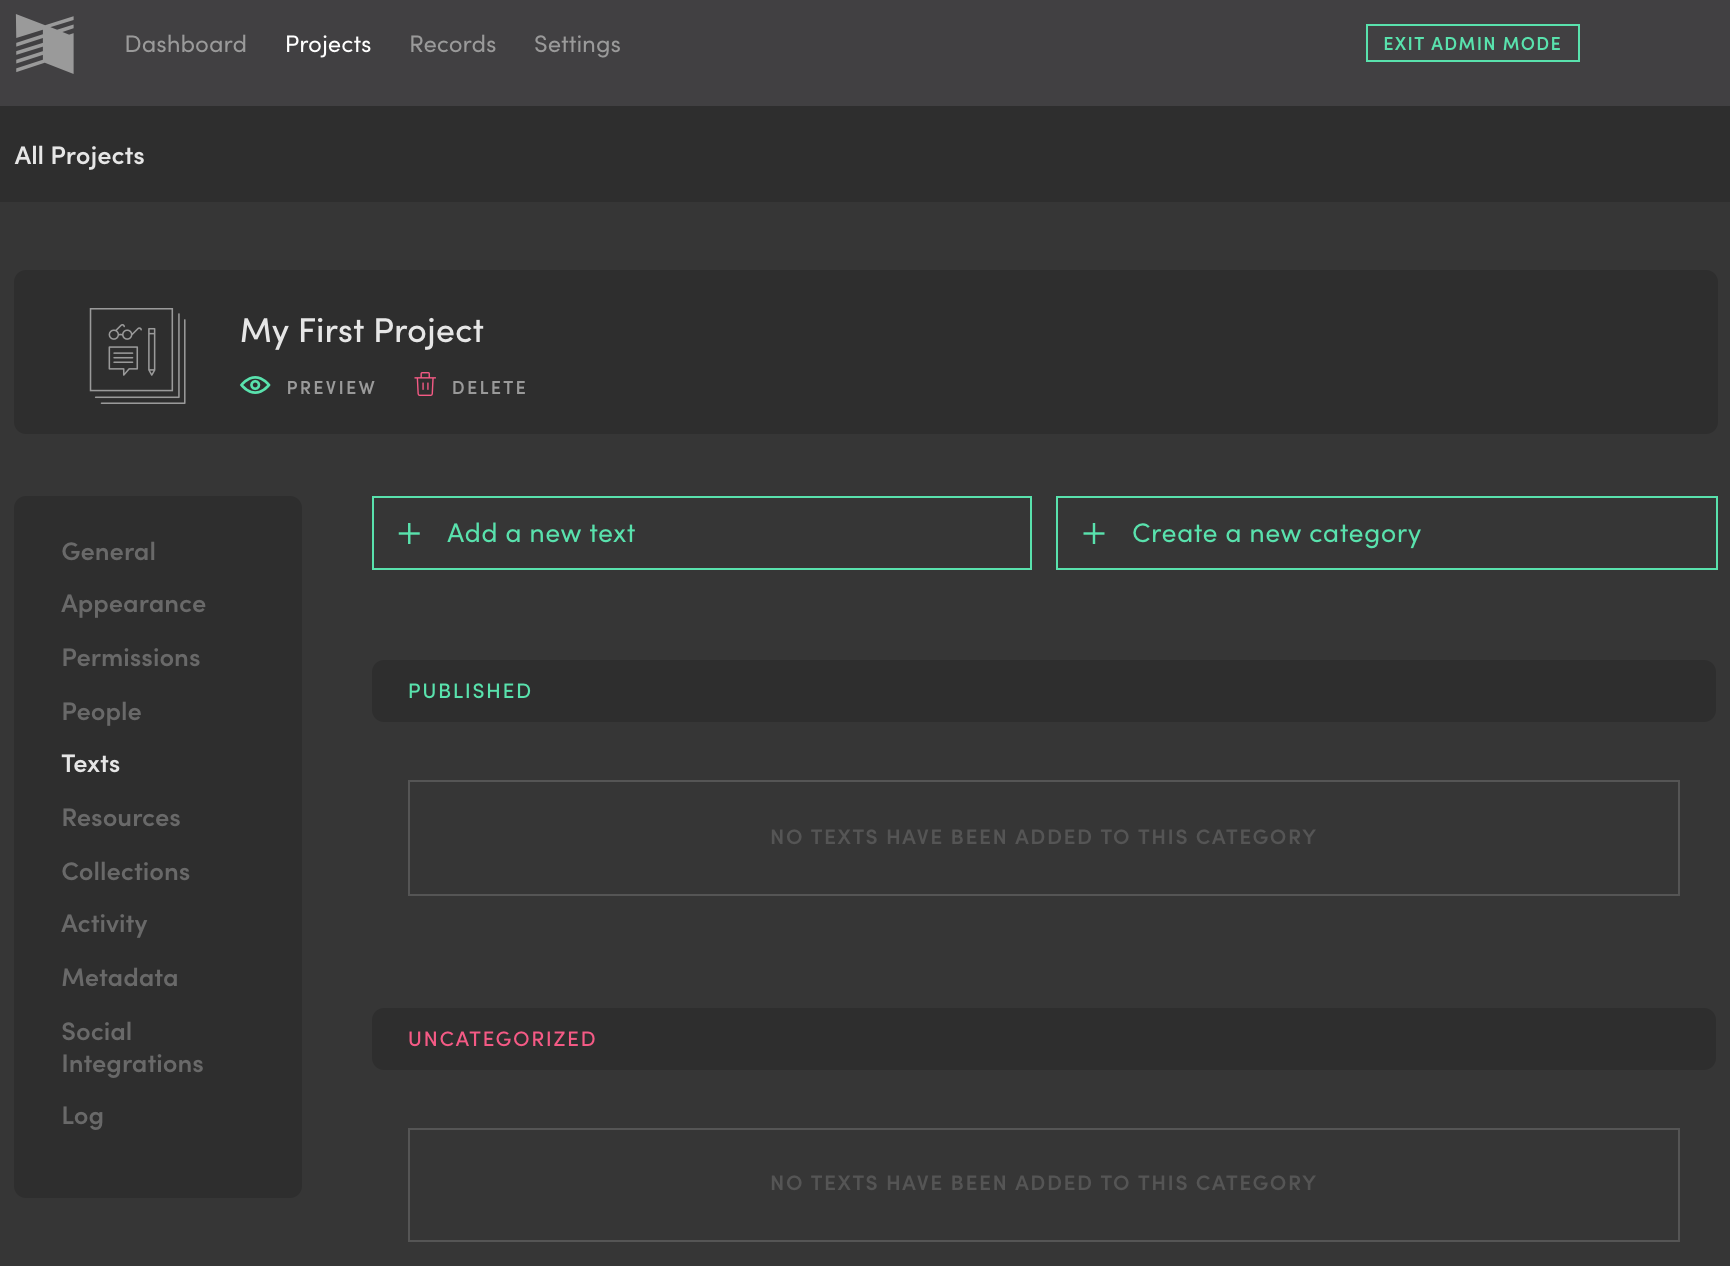 Dashboard Projects Records Settings EXIT ADMIN MODE
All Projects
My First Project
PREVIEW DELETE
General
Appearance
Permissions
People
Texts
Resources
Collections
Activity
Metadata
Social
Integrations
Log
Add a new text
Create a new category
PUBLISHED
NO TEXTS HAVE BEEN ADDED TO THIS CATEGORY
UNCATEGORIZED
NO TEXTS HAVE BEEN ADDED TO THIS CATEGORY